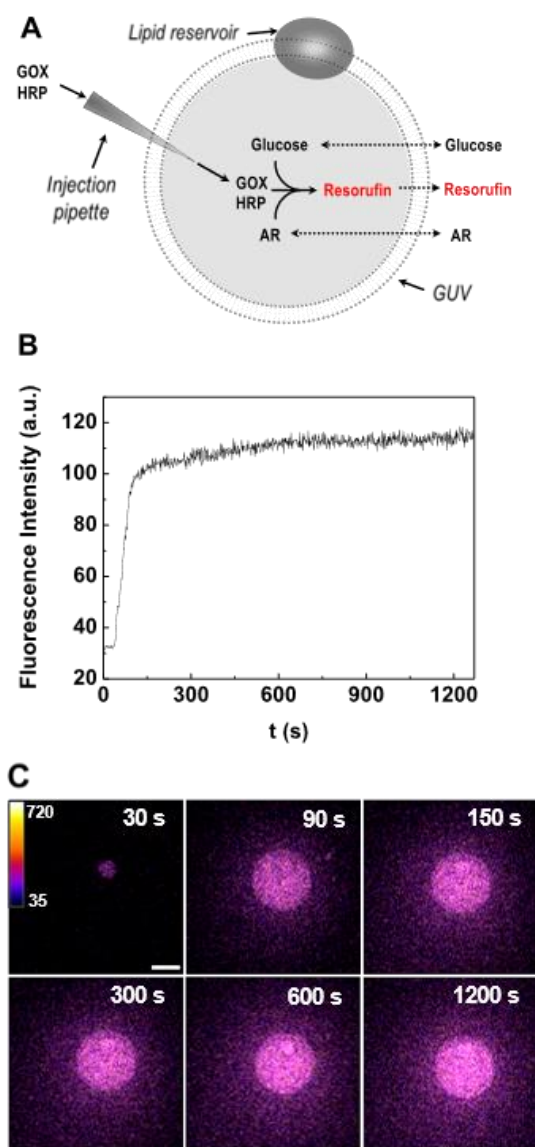 A
Lipid reservoir
GOX
HRP
Injection
pipette
Glucose
Glucose
GOX
HRP
Resorufin
Resorufin
AR
AR
GUV
B
Fluorescence Intensity (a.u.)
120
100
80
60
40
20
0
300
600
900
1200
t (s)
C
720
35
30 s
90 s
150 s
300 s
600 s
1200 s